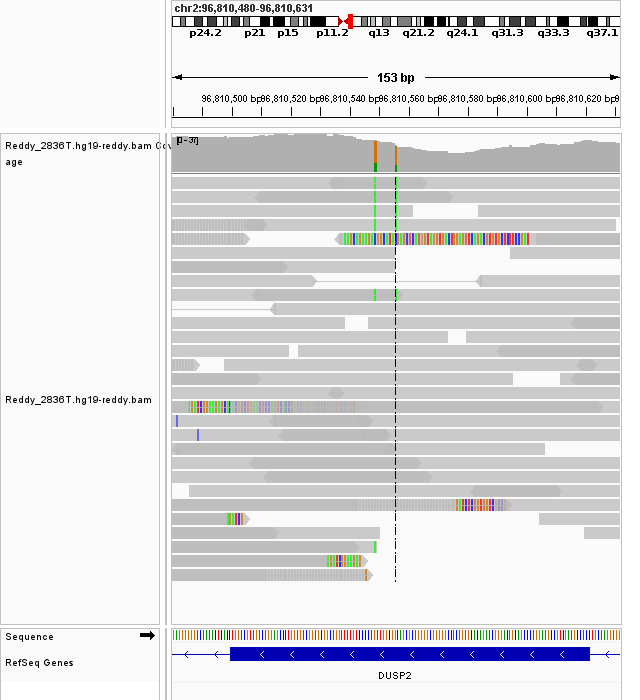 chr2:96,810,480-96,810,631
p24.2 p21 p15 p11.2 q13 q21.2 q24.1 q31.3 q33.3 q37.1
153 bp
96,810,500 bp 96,810,520 bp 96,810,540 bp 96,810,560 bp 96,810,580 bp 96,810,600 bp 96,810,620 bp
Reddy_2836T.hg19-reddy.bam Cov
age
[0 - 37]
Reddy_2836T.hg19-reddy.bam
Sequence
RefSeq Genes
DUSP2